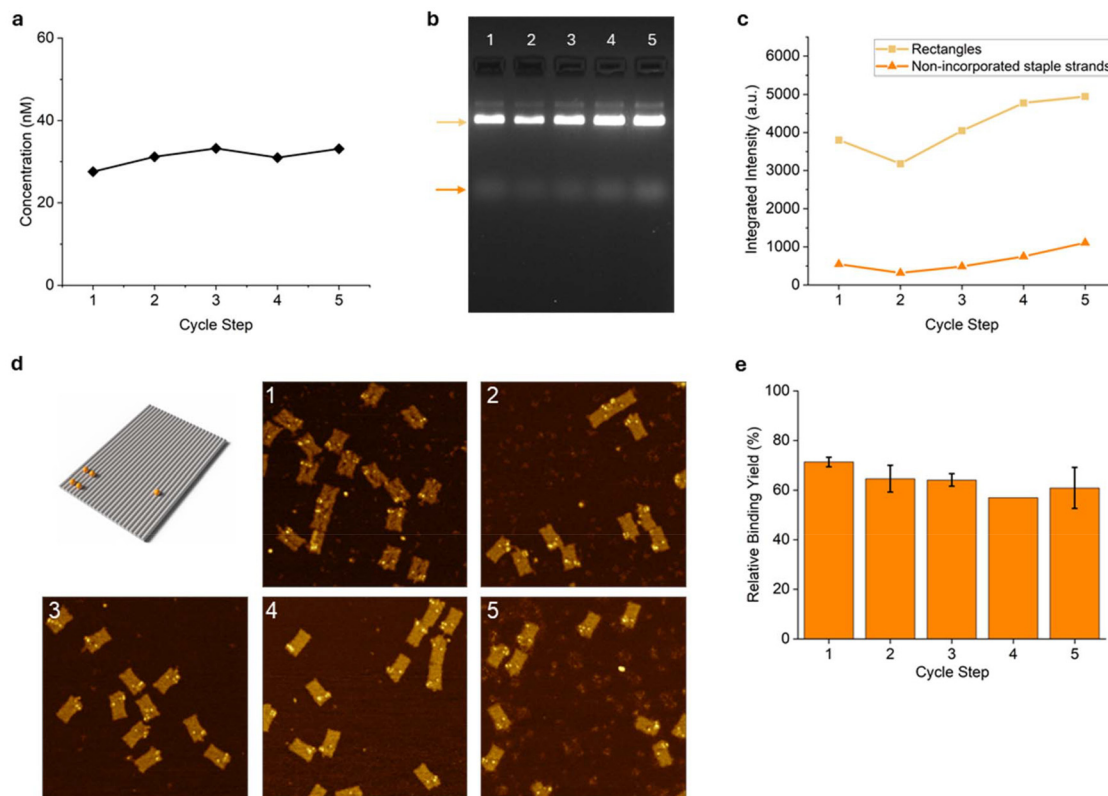 a
60
40
20
0
Concentration (nM)
1 2 3 4 5
Cycle Step
b
1 2 3 4 5
c
Rectangles
Non-incorporated staple strands
6000
5000
4000
3000
2000
1000
0
Integrated Intensity (a.u.)
1 2 3 4 5
Cycle Step
d
1
2
3
4
5
e
100
80
60
40
20
0
Relative Binding Yield (%)
1 2 3 4 5
Cycle Step